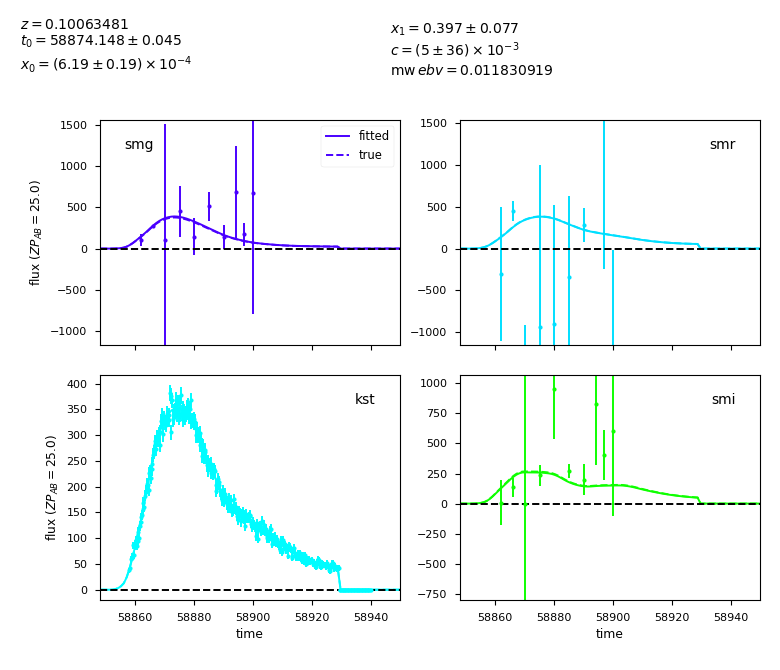 z = 0.10063481
t₀ = 58874.148 ± 0.045
x₀ = (6.19 ± 0.19) × 10⁻⁴
x₁ = 0.397 ± 0.077
c = (5 ± 36) × 10⁻³
mw ebv = 0.011830919
smg
fitted
true
1500
1000
500
0
−500
−1000
flux (ZP_AB = 25.0)
smr
1500
1000
500
0
−500
−1000
kst
400
350
300
250
200
150
100
50
0
flux (ZP_AB = 25.0)
58860 58880 58900 58920 58940
time
smi
1000
750
500
250
0
−250
−500
−750
58860 58880 58900 58920 58940
time